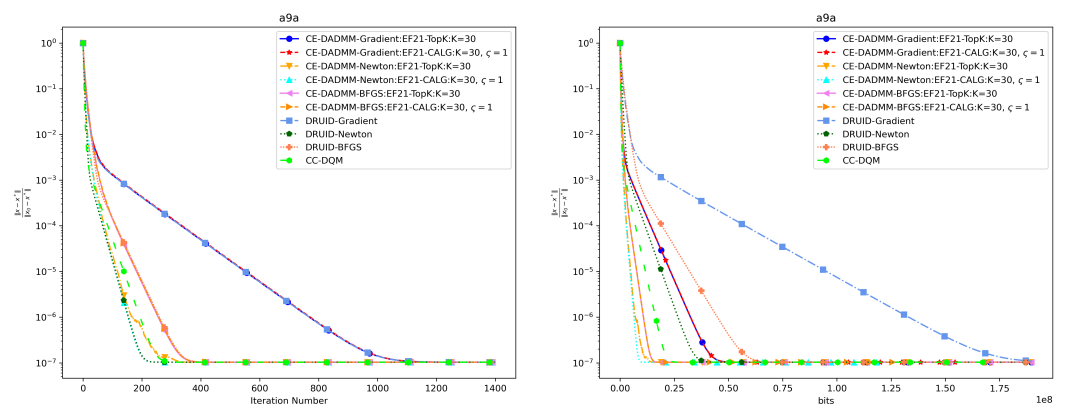 a9a
10⁰
10⁻¹
10⁻²
10⁻³
10⁻⁴
10⁻⁵
10⁻⁶
10⁻⁷
‖x−x*‖
‖x₀−x*‖
CE-DADMM-Gradient:EF21-TopK:K=30
CE-DADMM-Gradient:EF21-CALG:K=30, ς = 1
CE-DADMM-Newton:EF21-TopK:K=30
CE-DADMM-Newton:EF21-CALG:K=30, ς = 1
CE-DADMM-BFGS:EF21-TopK:K=30
CE-DADMM-BFGS:EF21-CALG:K=30, ς = 1
DRUID-Gradient
DRUID-Newton
DRUID-BFGS
CC-DQM
0 200 400 600 800 1000 1200 1400
Iteration Number
a9a
10⁰
10⁻¹
10⁻²
10⁻³
10⁻⁴
10⁻⁵
10⁻⁶
10⁻⁷
‖x−x*‖
‖x₀−x*‖
CE-DADMM-Gradient:EF21-TopK:K=30
CE-DADMM-Gradient:EF21-CALG:K=30, ς = 1
CE-DADMM-Newton:EF21-TopK:K=30
CE-DADMM-Newton:EF21-CALG:K=30, ς = 1
CE-DADMM-BFGS:EF21-TopK:K=30
CE-DADMM-BFGS:EF21-CALG:K=30, ς = 1
DRUID-Gradient
DRUID-Newton
DRUID-BFGS
CC-DQM
0.00 0.25 0.50 0.75 1.00 1.25 1.50 1.75
bits
1e8